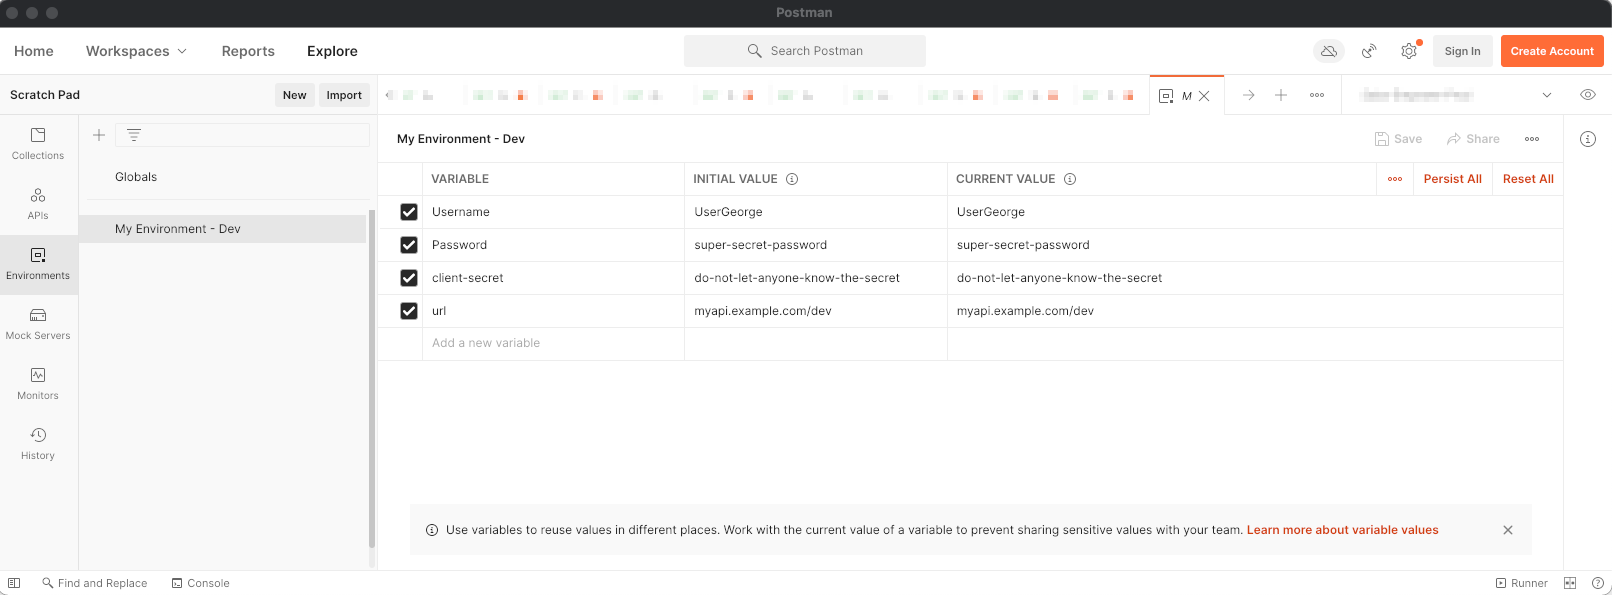 Postman
Home Workspaces Reports Explore Search Postman Sign In Create Account
Scratch Pad New Import M
Collections
APIs
Environments
Mock Servers
Monitors
History
Globals
My Environment - Dev
My Environment - Dev Save Share
VARIABLE INITIAL VALUE CURRENT VALUE Persist All Reset All
Username UserGeorge UserGeorge
Password super-secret-password super-secret-password
client-secret do-not-let-anyone-know-the-secret do-not-let-anyone-know-the-secret
url myapi.example.com/dev myapi.example.com/dev
Add a new variable
Use variables to reuse values in different places. Work with the current value of a variable to prevent sharing sensitive values with your team. Learn more about variable values
Find and Replace Console Runner